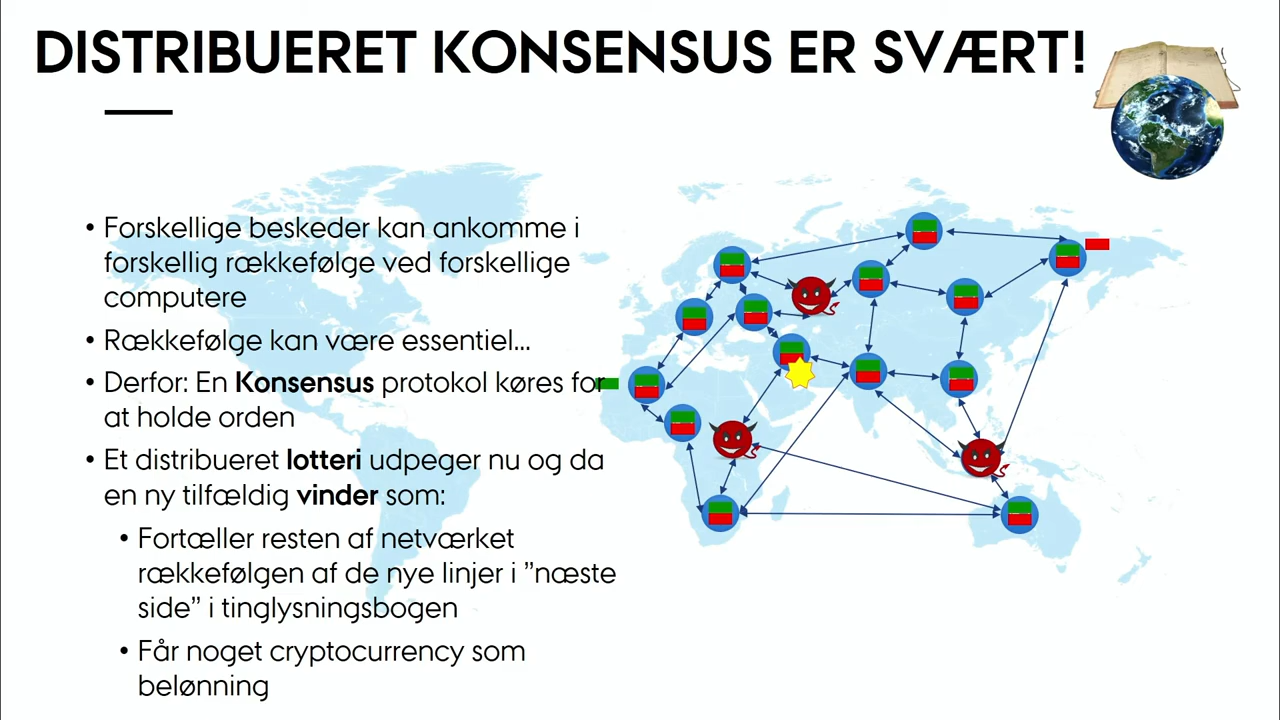 DISTRIBUERET KONSENSUS ER SVÆRT!
• Forskellige beskeder kan ankomme i
forskellig rækkefølge ved forskellige
computere
• Rækkefølge kan være essentiel...
• Derfor: En Konsensus protokol køres for
at holde orden
• Et distribueret lotteri udpeger nu og da
en ny tilfældig vinder som:
• Fortæller resten af netværket
rækkefølgen af de nye linjer i ”næste
side” i tinglysningsbogen
• Får noget cryptocurrency som
belønning